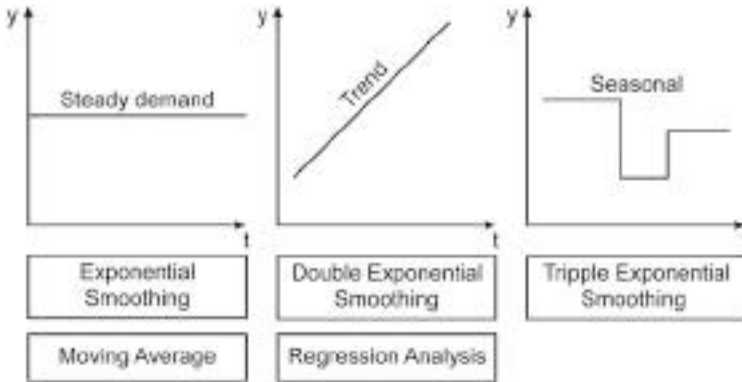 y
Steady demand
t
y
Trend
t
y
Seasonal
t
Exponential
Smoothing
Double Exponential
Smoothing
Tripple Exponential
Smoothing
Moving Average
Regression Analysis